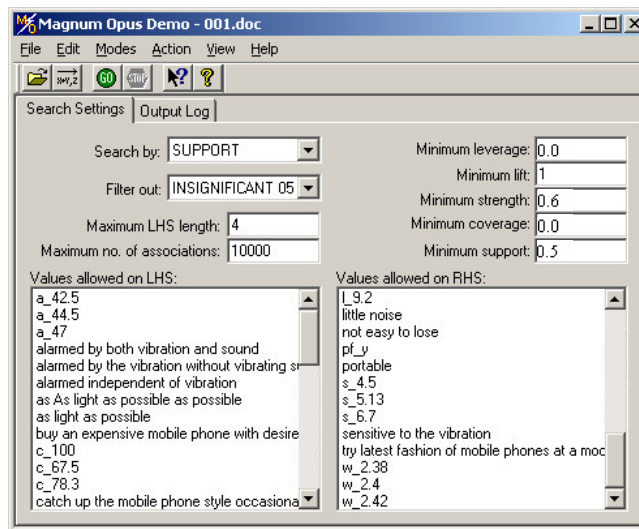 Magnum Opus Demo - 001.doc
File Edit Modes Action View Help
GO STOP
Search Settings Output Log
Search by: SUPPORT
Filter out: INSIGNIFICANT 05
Maximum LHS length: 4
Maximum no. of associations: 10000
Minimum leverage: 0.0
Minimum lift: 1
Minimum strength: 0.6
Minimum coverage: 0.0
Minimum support: 0.5
Values allowed on LHS:
a_42.5
a_44.5
a_47
alarmed by both vibration and sound
alarmed by the vibration without vibrating
alarmed independent of vibration
as As light as possible as possible
as light as possible
buy an expensive mobile phone with desire
c_100
c_67.5
c_78.3
catch up the mobile phone style occasiona
Values allowed on RHS:
l_9.2
little noise
not easy to lose
pf_y
portable
s_4.5
s_5.13
s_6.7
sensitive to the vibration
try latest fashion of mobile phones at a moc
w_2.38
w_2.4
w_2.42